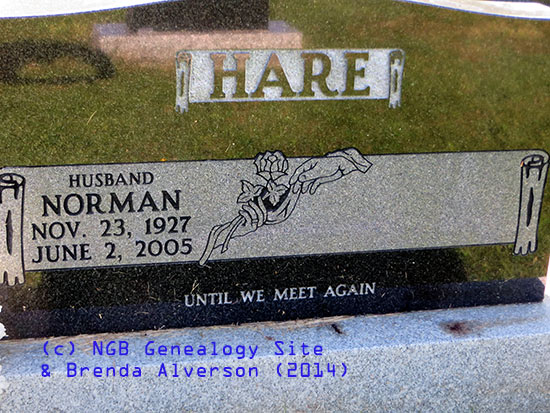 HARE
HUSBAND
NORMAN
NOV. 23, 1927
JUNE 2, 2005
UNTIL WE MEET AGAIN
(c) NGB Genealogy Site
& Brenda Alverson (2014)